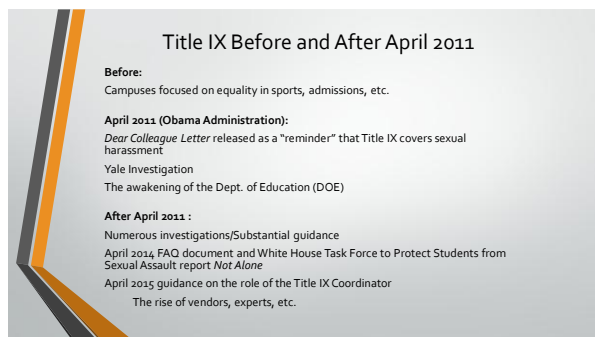 Title IX Before and After April 2011
Before:
Campuses focused on equality in sports, admissions, etc.
April 2011 (Obama Administration):
Dear Colleague Letter released as a “reminder” that Title IX covers sexual
harassment
Yale Investigation
The awakening of the Dept. of Education (DOE)
After April 2011 :
Numerous investigations/Substantial guidance
April 2014 FAQ document and White House Task Force to Protect Students from
Sexual Assault report Not Alone
April 2015 guidance on the role of the Title IX Coordinator
The rise of vendors, experts, etc.